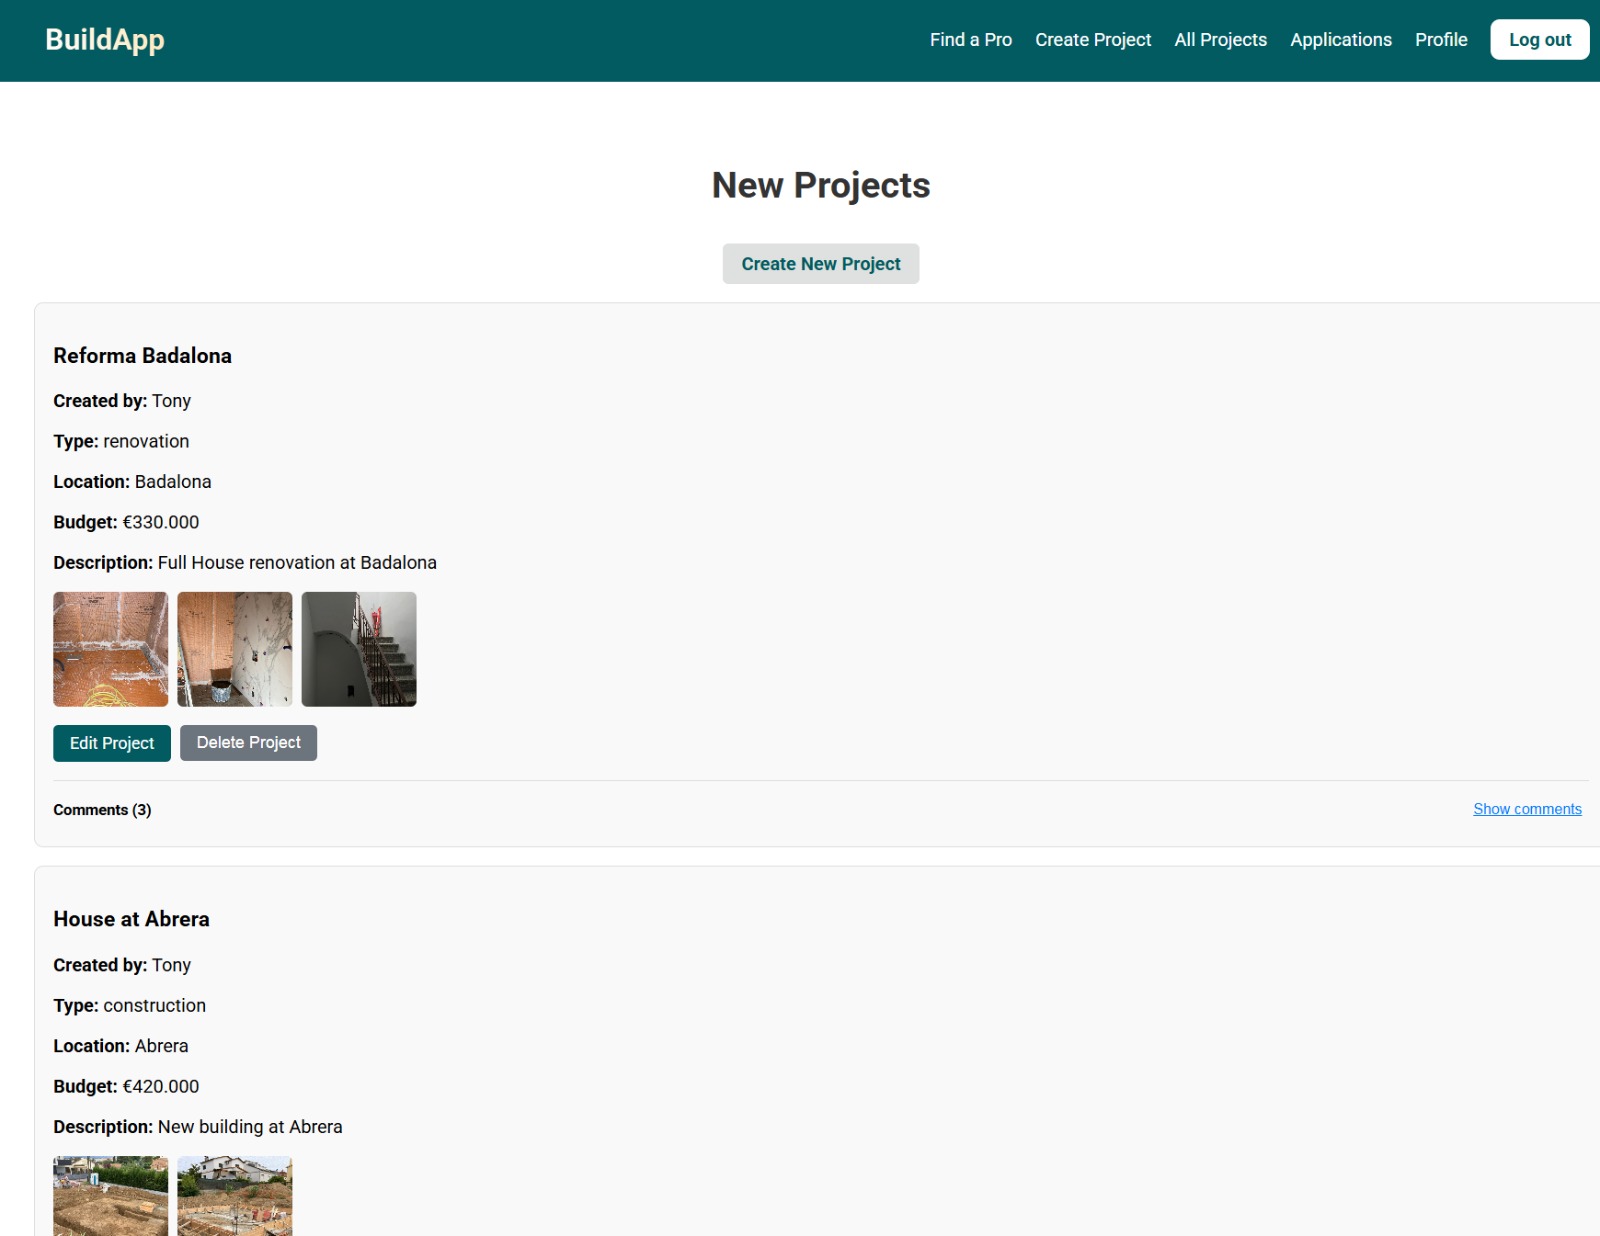 BuildApp
Find a Pro Create Project All Projects Applications Profile Log out
New Projects
Create New Project
Reforma Badalona
Created by: Tony
Type: renovation
Location: Badalona
Budget: €330.000
Description: Full House renovation at Badalona
Edit Project Delete Project
Comments (3) Show comments
House at Abrera
Created by: Tony
Type: construction
Location: Abrera
Budget: €420.000
Description: New building at Abrera